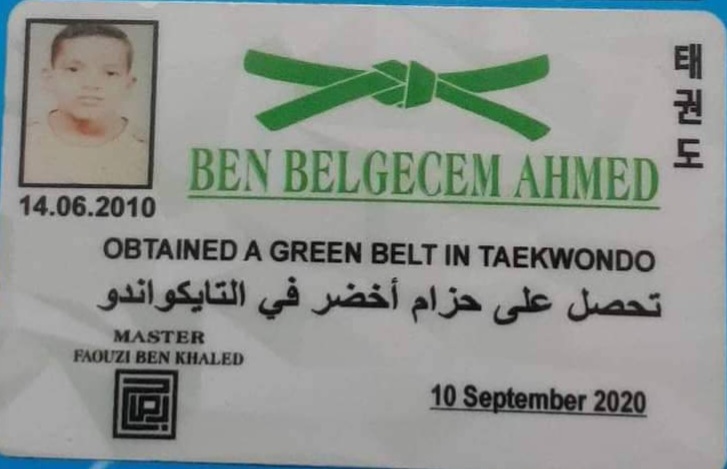 태권도
BEN BELGECEM AHMED
14.06.2010
OBTAINED A GREEN BELT IN TAEKWONDO
تحصل على حزام أخضر في التايكواندو
MASTER
FAOUZI BEN KHALED
10 September 2020